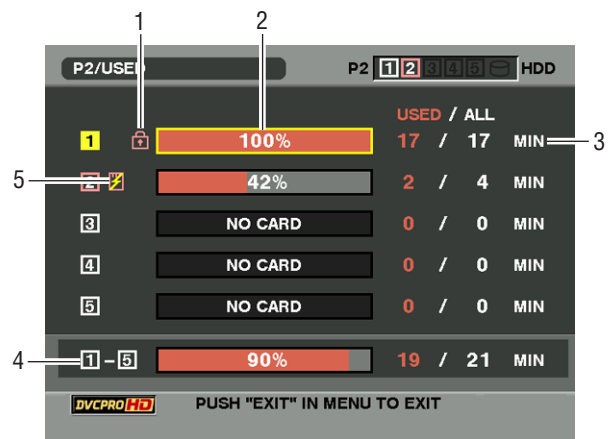 1 2
P2/USED P2 1 2 3 4 5 HDD
USED / ALL
1 100% 17 / 17 MIN 3
5 2 42% 2 / 4 MIN
3 NO CARD 0 / 0 MIN
4 NO CARD 0 / 0 MIN
5 NO CARD 0 / 0 MIN
4 1 – 5 90% 19 / 21 MIN
DVCPRO HD PUSH "EXIT" IN MENU TO EXIT